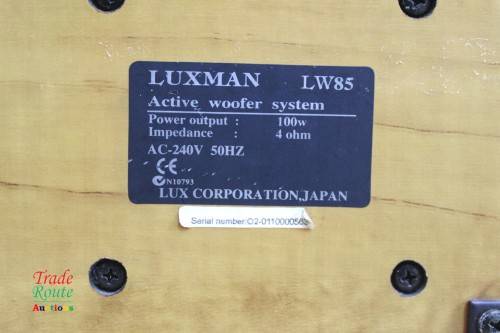 LUXMAN LW85
Active woofer system
Power output : 100w
Impedance : 4 ohm
AC-240V 50HZ
CE
N10793
LUX CORPORATION,JAPAN
Trade
Route
Auctions